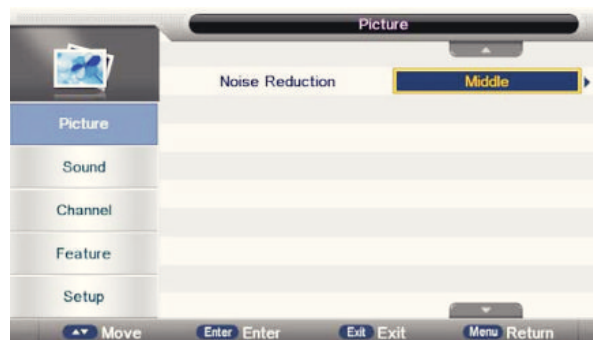 Picture
Noise Reduction Middle
Picture
Sound
Channel
Feature
Setup
Move Enter Enter Exit Exit Menu Return